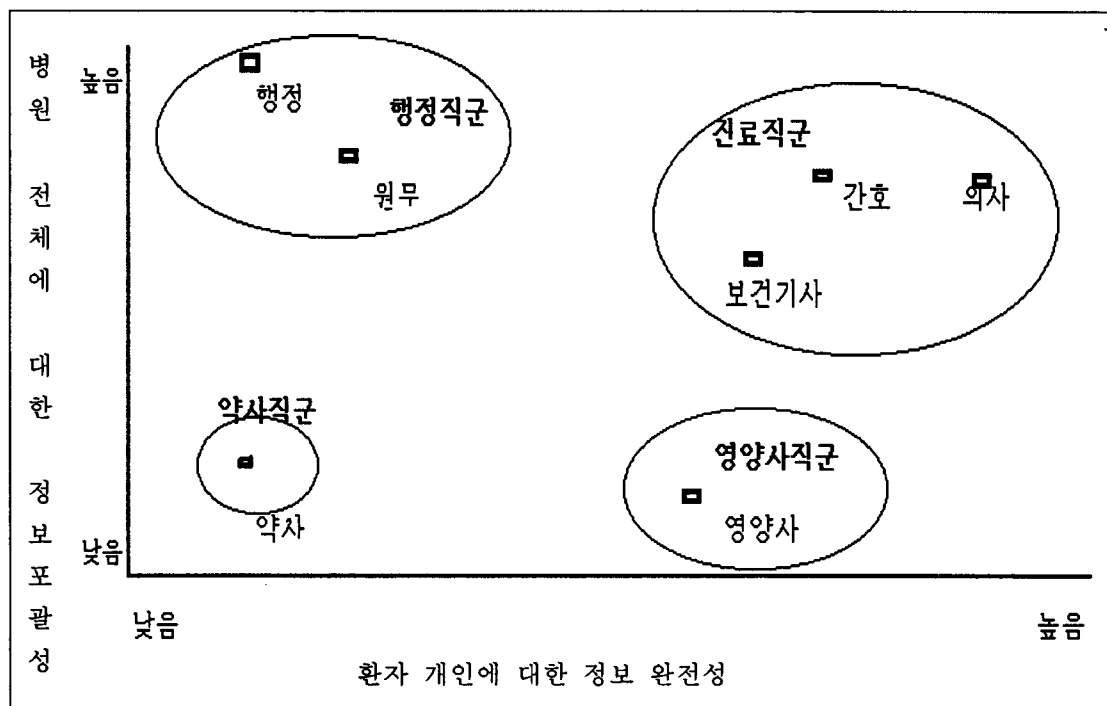 병원 전체에 대한 정보포괄성
높음
행정
행정직군
원무
진료직군
간호
의사
보건기사
약사직군
약사
영양사직군
영양사
낮음
낮음
높음
환자 개인에 대한 정보 완전성